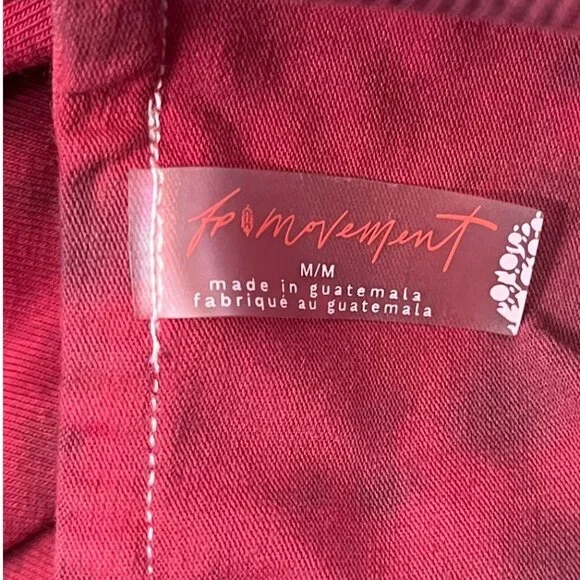 fp movement
M/M
made in guatemala
fabriqué au guatemala